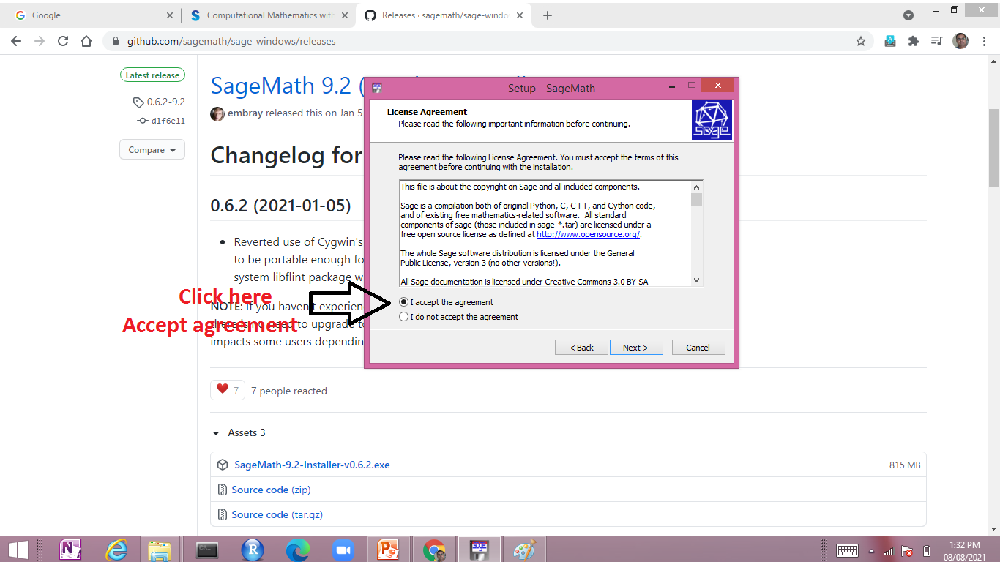 Google
Computational Mathematics with
Releases · sagemath/sage-windo
github.com/sagemath/sage-windows/releases
Latest release
0.6.2-9.2
d1f6e11
Compare
SageMath 9.2 (
embray released this on Jan 5
Changelog for
0.6.2 (2021-01-05)
Reverted use of Cygwin's
to be portable enough fo
system libflint package w
NOTE: If you haven't experien
there is no need to upgrade to
impacts some users dependin
Click here
Accept agreement
Setup - SageMath
License Agreement
Please read the following important information before continuing.
sage
Please read the following License Agreement. You must accept the terms of this
agreement before continuing with the installation.
This file is about the copyright on Sage and all included components.
Sage is a compilation both of original Python, C, C++, and Cython code,
and of existing free mathematics-related software.  All standard
components of sage (those included in sage-*.tar) are licensed under a
free open source license as defined at http://www.opensource.org/.
The whole Sage software distribution is licensed under the General
Public License, version 3 (no other versions!).
All Sage documentation is licensed under Creative Commons 3.0 BY-SA
I accept the agreement
I do not accept the agreement
< Back
Next >
Cancel
7
7 people reacted
Assets 3
SageMath-9.2-Installer-v0.6.2.exe
815 MB
Source code (zip)
Source code (tar.gz)
1:32 PM
08/08/2021